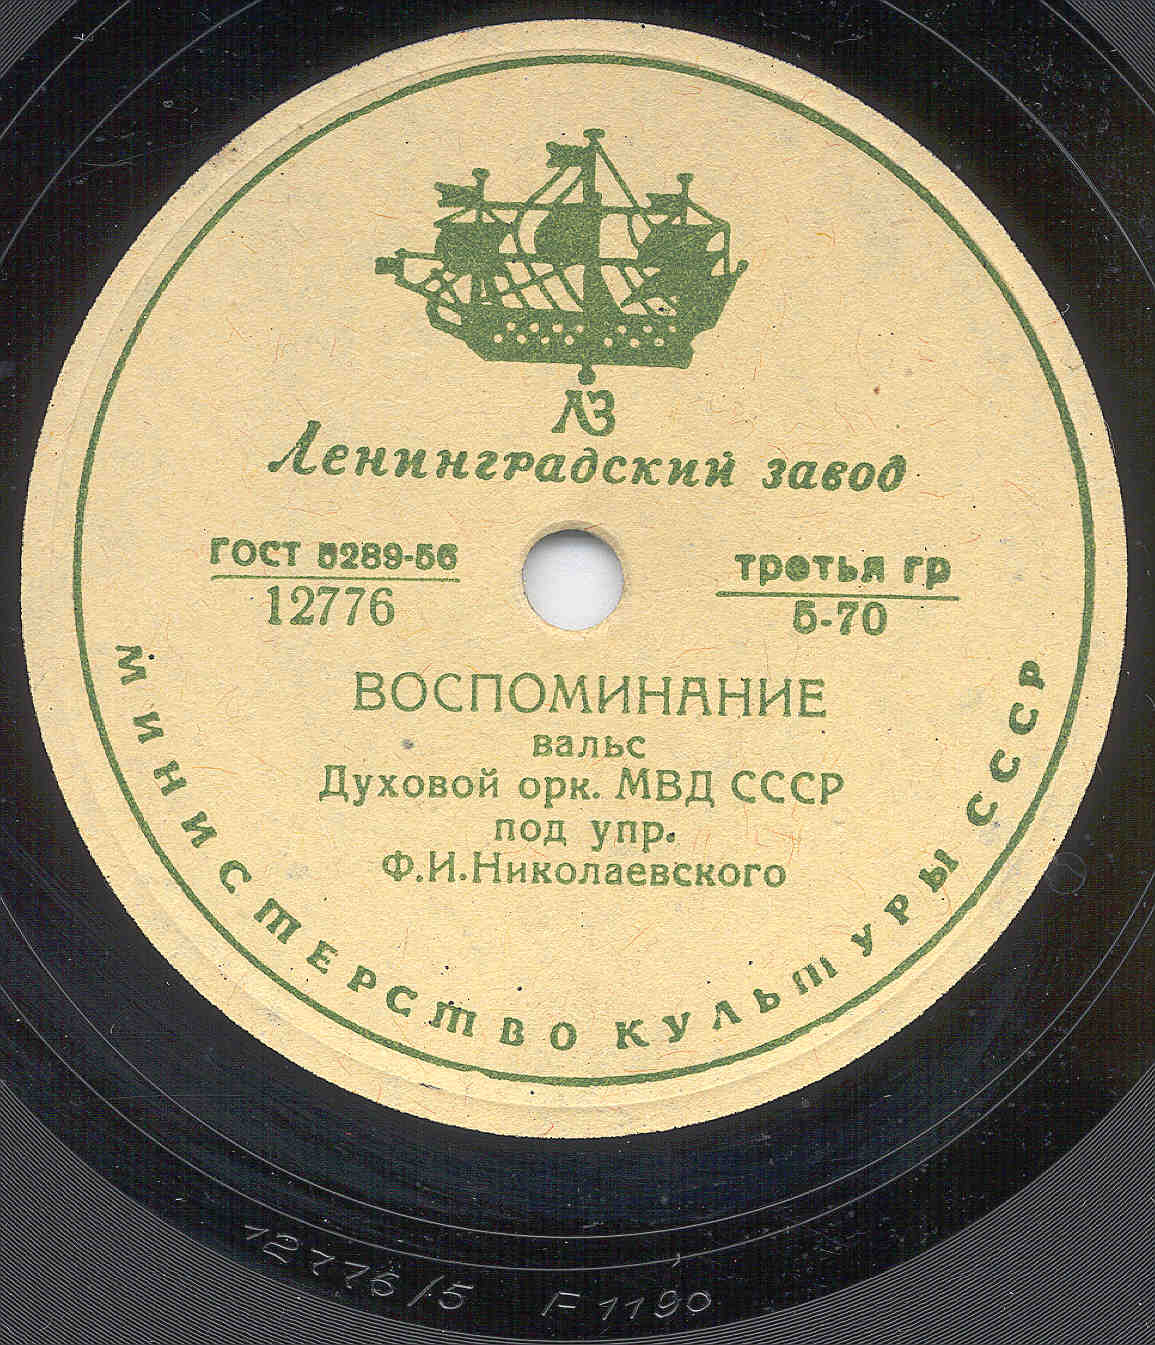 ЛЗ
Ленинградский завод
ГОСТ 5289-56
12776
третья гр
5-70
ВОСПОМИНАНИЕ
вальс
Духовой орк. МВД СССР
под упр.
Ф.И.Николаевского
МИНИСТЕРСТВО КУЛЬТУРЫ СССР
12776/5 F 1190